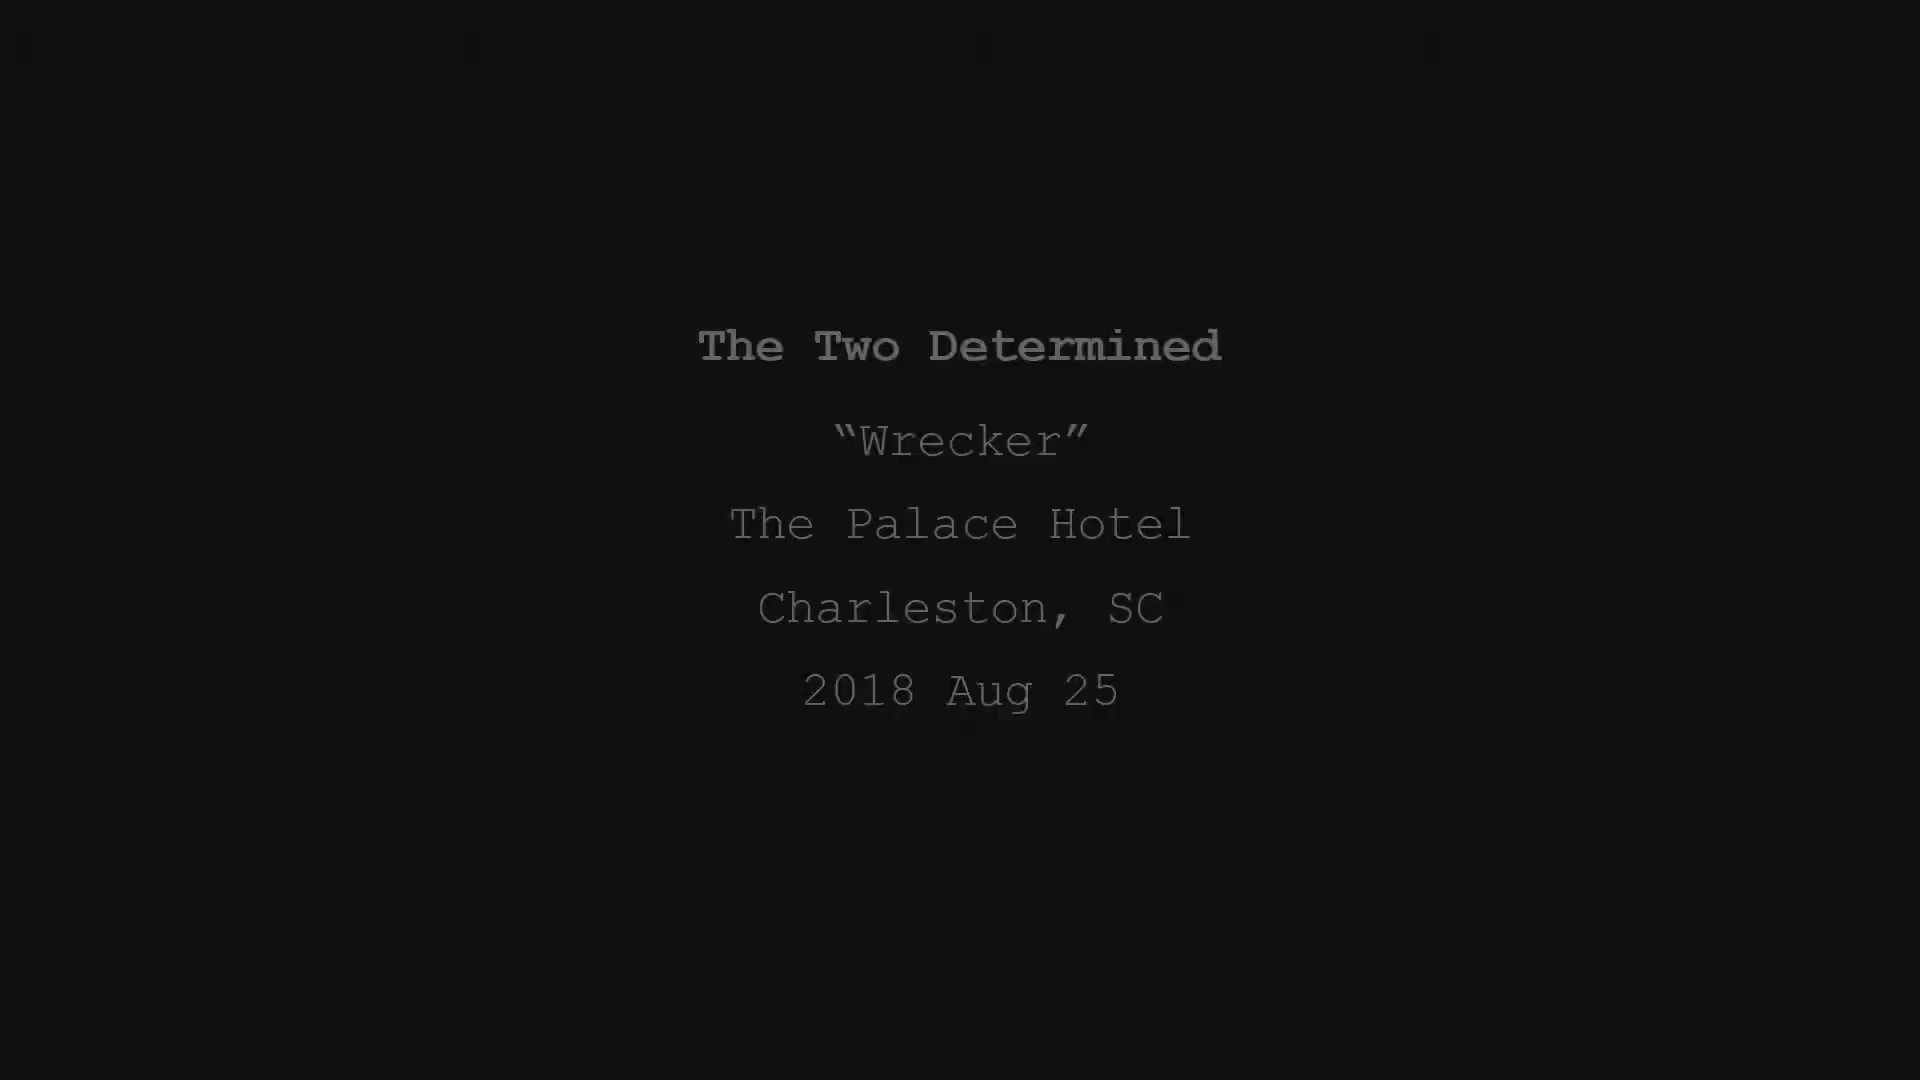 The Two Determined
“Wrecker”
The Palace Hotel
Charleston, SC
2018 Aug 25